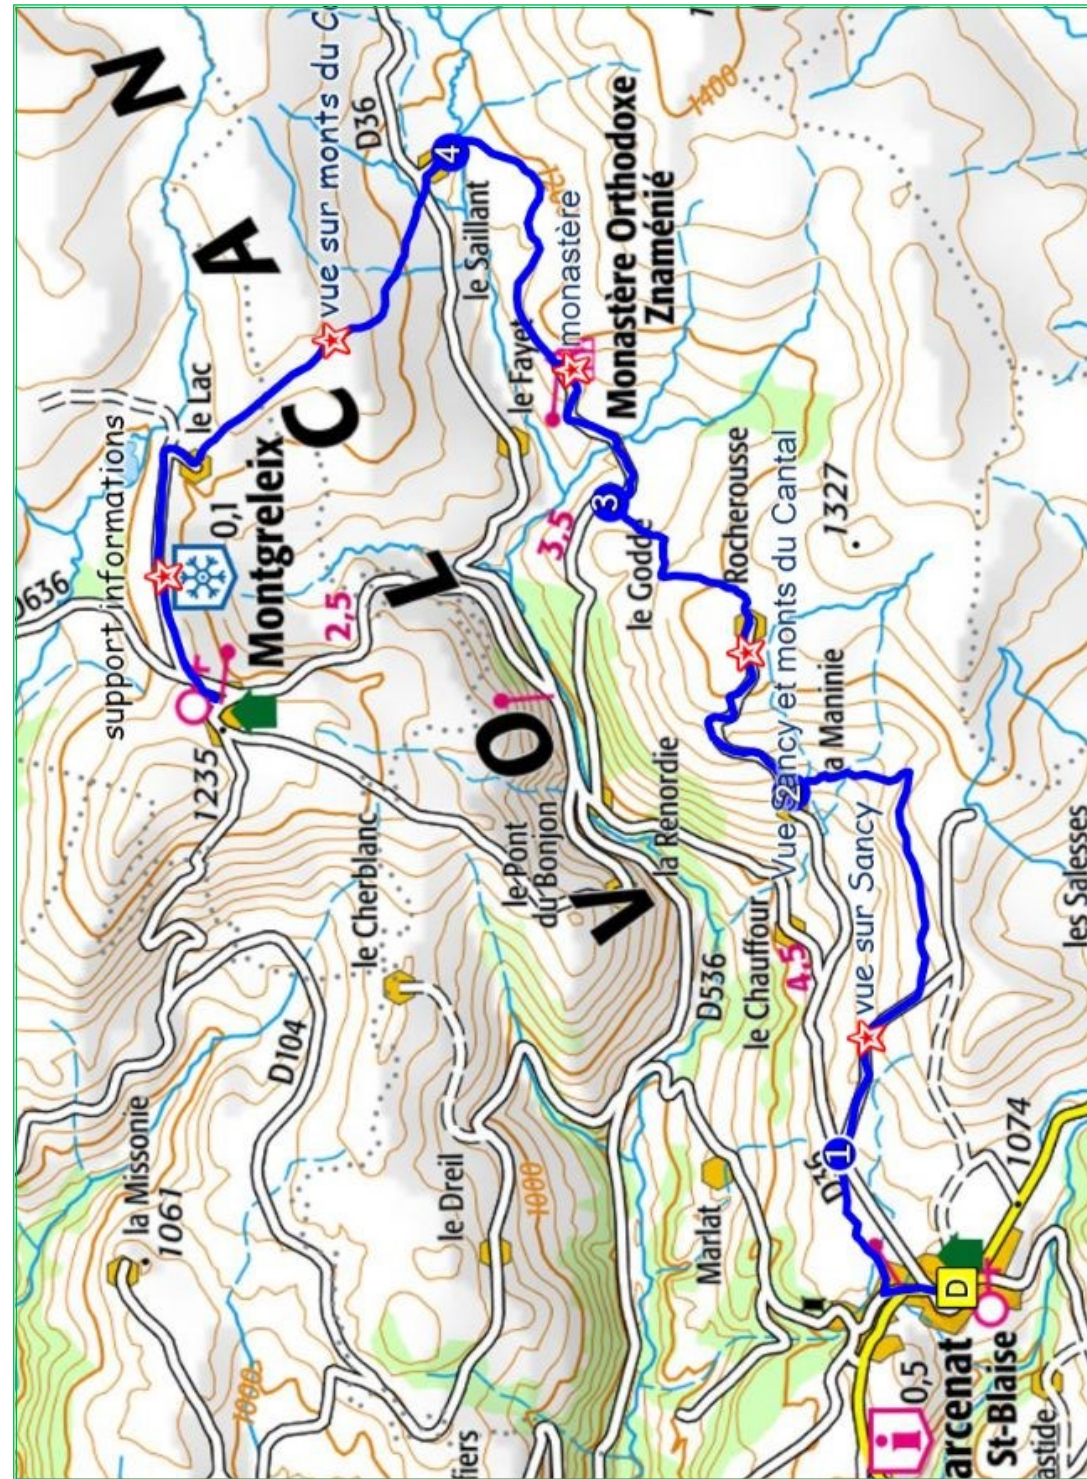 D636
support informations
la Missonie
1061
N
le Lac
0,1
Montgreleix
1235
A
1000
D104
C
vue sur monts du Ca
D36
2,5
le Cherblanc
L
4
le Saillant
le Dreil
fiers
O
le Pont
du Bonjon
le Fayet
1000
3,5
monastère
Monastère Orthodoxe
Znaménié
3
le Godde
V
la Renordie
1400
Marlat
D536
le Chauffour
4,5
Rocherousse
Vue Sancy et monts du Cantal
2
la Maninie
1327
1
D36
vue sur Sancy
i
0,5
D
arcenat
St-Blaise
1074
astide
les Salesses